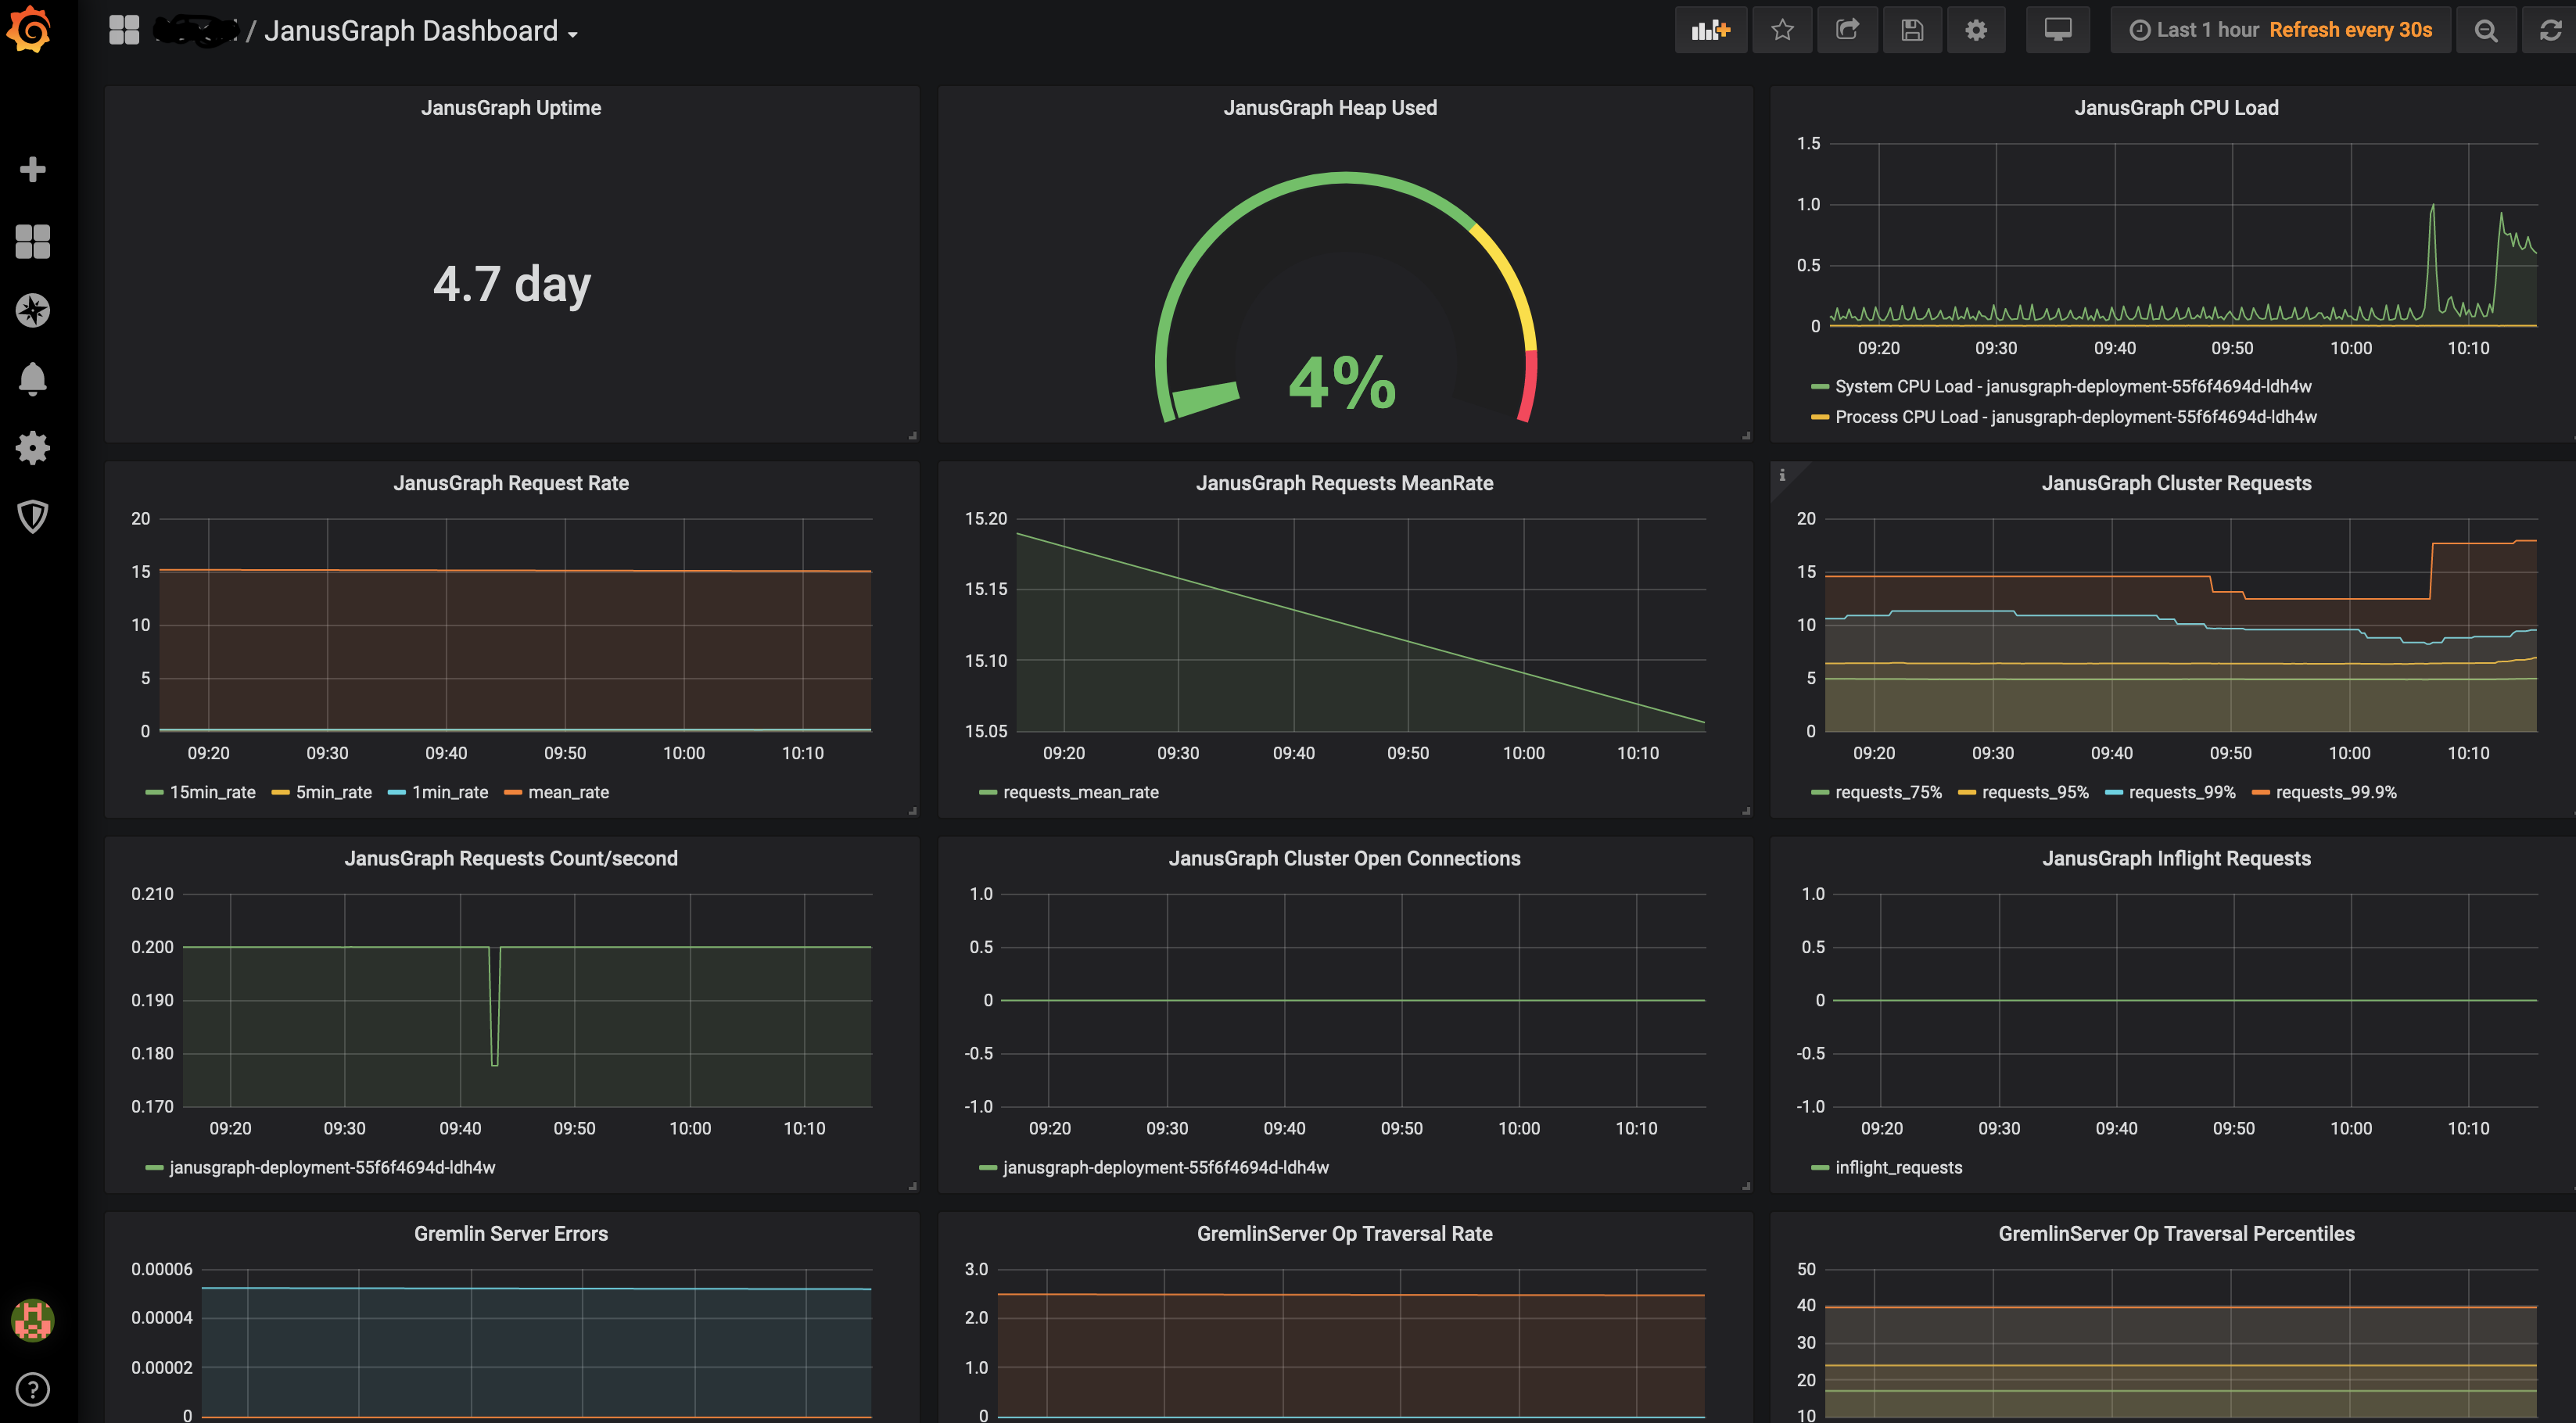 / JanusGraph Dashboard
Last 1 hour Refresh every 30s
JanusGraph Uptime
4.7 day
JanusGraph Heap Used
4%
JanusGraph CPU Load
1.5
1.0
0.5
0
09:20 09:30 09:40 09:50 10:00 10:10
System CPU Load - janusgraph-deployment-55f6f4694d-ldh4w
Process CPU Load - janusgraph-deployment-55f6f4694d-ldh4w
JanusGraph Request Rate
20
15
10
5
0
09:20 09:30 09:40 09:50 10:00 10:10
15min_rate 5min_rate 1min_rate mean_rate
JanusGraph Requests MeanRate
15.20
15.15
15.10
15.05
09:20 09:30 09:40 09:50 10:00 10:10
requests_mean_rate
i
JanusGraph Cluster Requests
20
15
10
5
0
09:20 09:30 09:40 09:50 10:00 10:10
requests_75% requests_95% requests_99% requests_99.9%
JanusGraph Requests Count/second
0.210
0.200
0.190
0.180
0.170
09:20 09:30 09:40 09:50 10:00 10:10
janusgraph-deployment-55f6f4694d-ldh4w
JanusGraph Cluster Open Connections
1.0
0.5
0
-0.5
-1.0
09:20 09:30 09:40 09:50 10:00 10:10
janusgraph-deployment-55f6f4694d-ldh4w
JanusGraph Inflight Requests
1.0
0.5
0
-0.5
-1.0
09:20 09:30 09:40 09:50 10:00 10:10
inflight_requests
Gremlin Server Errors
0.00006
0.00004
0.00002
0
GremlinServer Op Traversal Rate
3.0
2.0
1.0
0
GremlinServer Op Traversal Percentiles
50
40
30
20
10
?